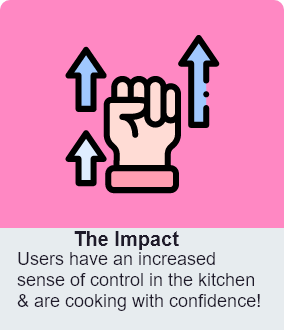 The Impact
Users have an increased
sense of control in the kitchen
& are cooking with confidence!